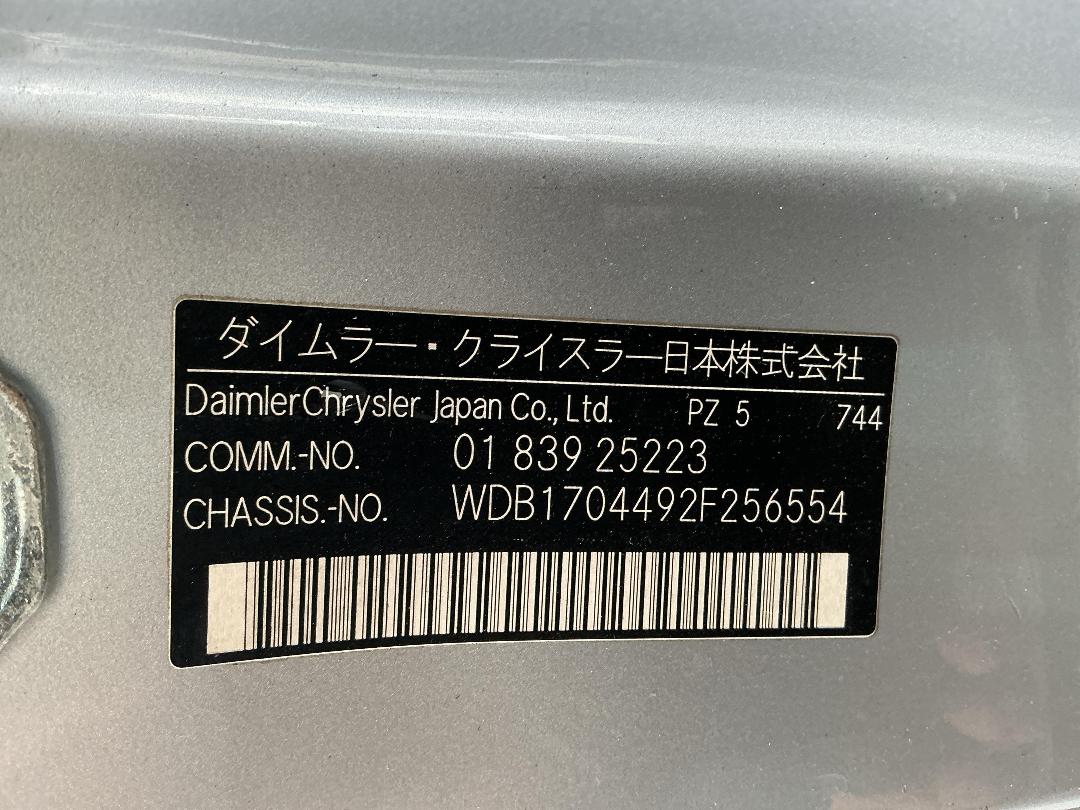 ダイムラー・クライスラー日本株式会社
DaimlerChrysler Japan Co., Ltd. PZ 5 744
COMM.-NO. 01 839 25223
CHASSIS.-NO. WDB1704492F256554